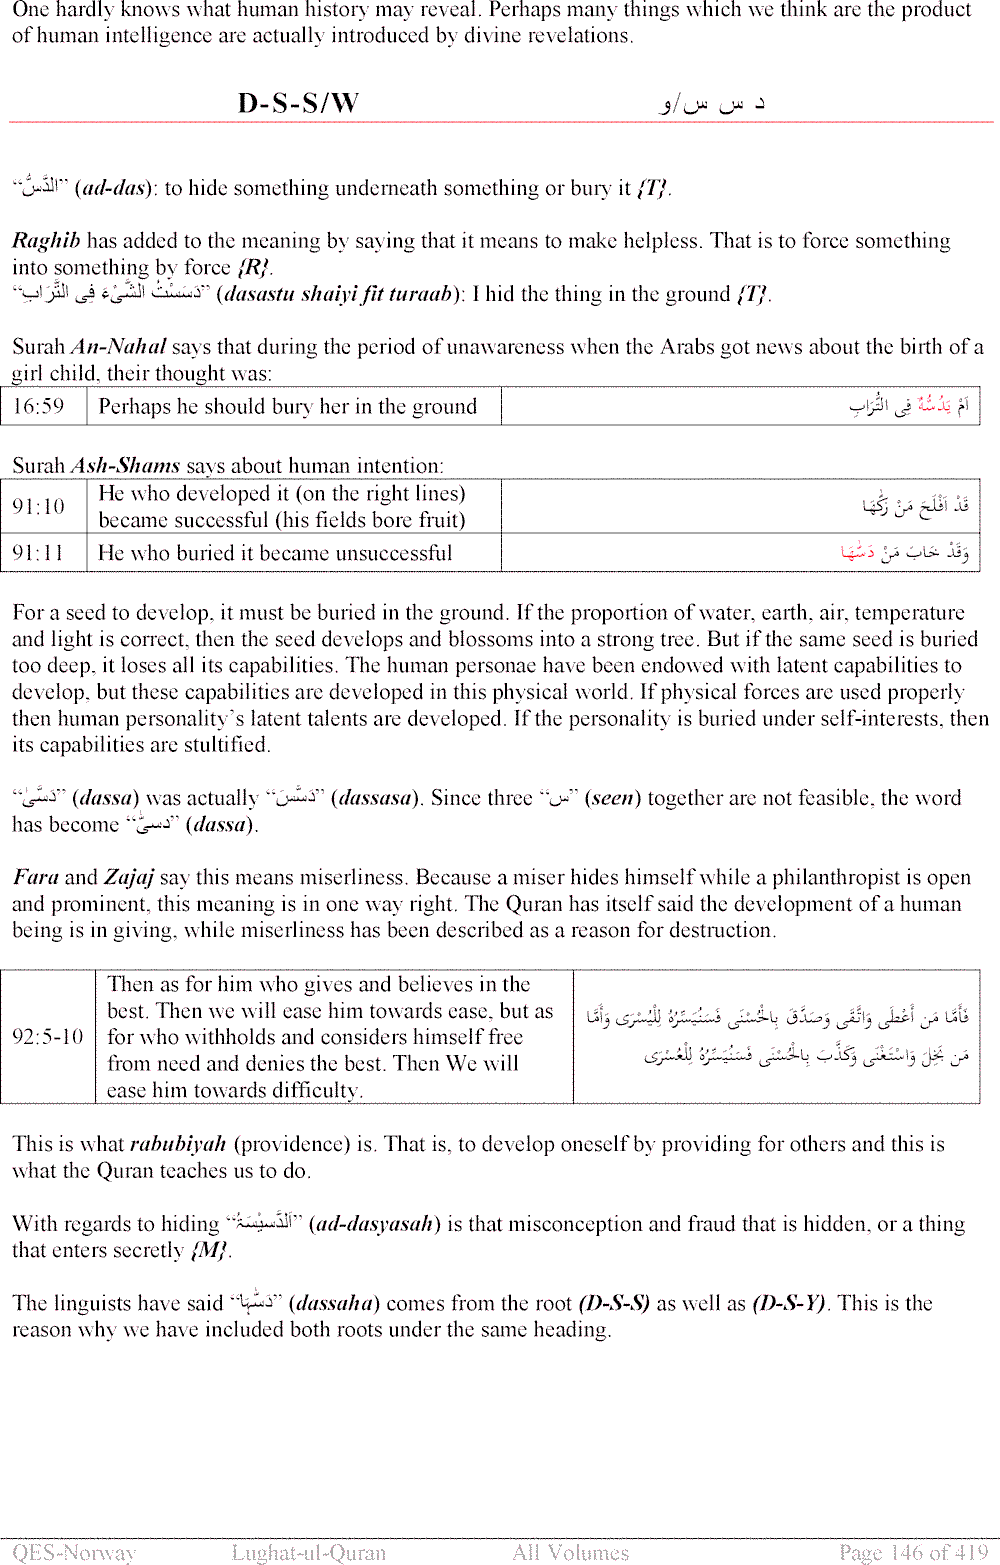 One hardly knows what human history may reveal. Perhaps many things which we think are the product
of human intelligence are actually introduced by divine revelations.
D-S-S/W د س س/و
“الدَّسُّ” (ad-das): to hide something underneath something or bury it {T}.
Raghib has added to the meaning by saying that it means to make helpless. That is to force something
into something by force {R}.
“دَسَسْتُ الشَّیْءَ فِی التُّرَابِ” (dasastu shaiyi fit turaab): I hid the thing in the ground {T}.
Surah An-Nahal says that during the period of unawareness when the Arabs got news about the birth of a
girl child, their thought was:
16:59 Perhaps he should bury her in the ground اَمْ یَدُسُّهٗ فِی التُّرَابِ
Surah Ash-Shams says about human intention:
91:10 He who developed it (on the right lines)
became successful (his fields bore fruit) قَدْ اَفْلَحَ مَنْ زَكّٰهَا
91:11 He who buried it became unsuccessful وَقَدْ خَابَ مَنْ دَسّٰهَا
For a seed to develop, it must be buried in the ground. If the proportion of water, earth, air, temperature
and light is correct, then the seed develops and blossoms into a strong tree. But if the same seed is buried
too deep, it loses all its capabilities. The human personae have been endowed with latent capabilities to
develop, but these capabilities are developed in this physical world. If physical forces are used properly
then human personality’s latent talents are developed. If the personality is buried under self-interests, then
its capabilities are stultified.
“دَسَّیٰ” (dassa) was actually “دَسَّسَ” (dassasa). Since three “س” (seen) together are not feasible, the word
has become “دسیّٰ” (dassa).
Fara and Zajaj say this means miserliness. Because a miser hides himself while a philanthropist is open
and prominent, this meaning is in one way right. The Quran has itself said the development of a human
being is in giving, while miserliness has been described as a reason for destruction.
92:5-10 Then as for him who gives and believes in the
best. Then we will ease him towards ease, but as
for who withholds and considers himself free
from need and denies the best. Then We will
ease him towards difficulty.
فَأَمَّا مَن أَعْطَى وَاتَّقَى وَصَدَّقَ بِالْحُسْنَى فَسَنُيَسِّرُهُ لِلْيُسْرَى وَأَمَّا
مَن بَخِلَ وَاسْتَغْنَى وَكَذَّبَ بِالْحُسْنَى فَسَنُيَسِّرُهُ لِلْعُسْرَى
This is what rabubiyah (providence) is. That is, to develop oneself by providing for others and this is
what the Quran teaches us to do.
With regards to hiding “اَلدَّسِیْسَۃُ” (ad-dasyasah) is that misconception and fraud that is hidden, or a thing
that enters secretly {M}.
The linguists have said “دَسّٰہَا” (dassaha) comes from the root (D-S-S) as well as (D-S-Y). This is the
reason why we have included both roots under the same heading.
QES-Norway Lughat-ul-Quran All Volumes Page 146 of 419